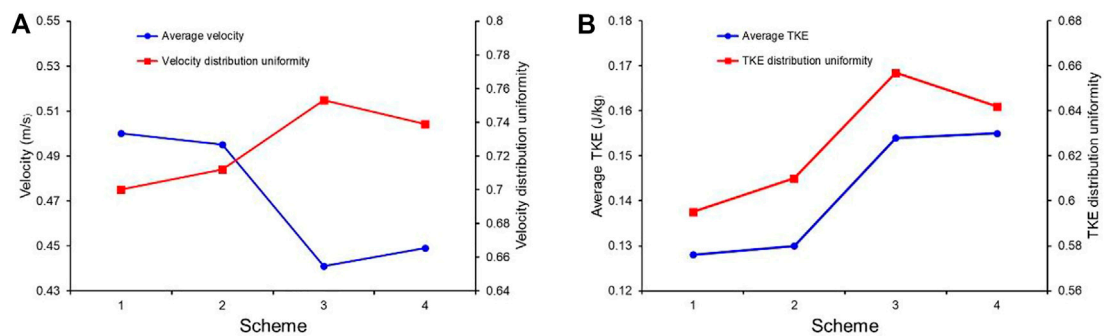 A
Velocity (m/s)
0.55
0.53
0.51
0.49
0.47
0.45
0.43
Average velocity
Velocity distribution uniformity
0.8
0.78
0.76
0.74
0.72
0.7
0.68
0.66
0.64
Velocity distribution uniformity
1 2 3 4
Scheme
B
Average TKE (J/kg)
0.18
0.17
0.16
0.15
0.14
0.13
0.12
Average TKE
TKE distribution uniformity
0.68
0.66
0.64
0.62
0.6
0.58
0.56
TKE distribution uniformity
1 2 3 4
Scheme